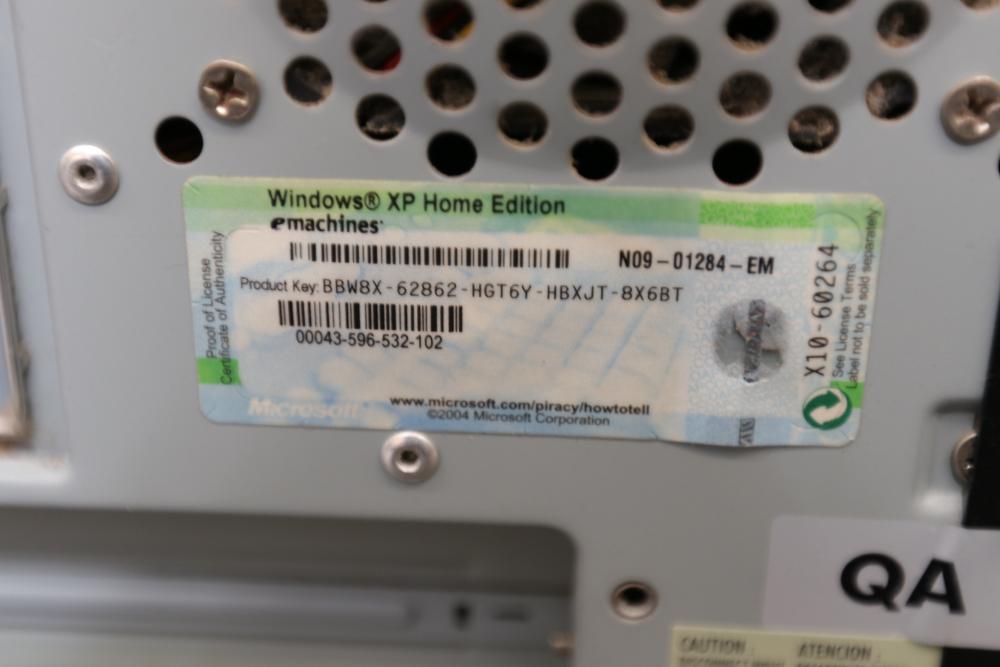 Windows® XP Home Edition
emachines
N09-01284-EM
Product Key: BBW8X-62862-HGT6Y-HBXJT-8X6BT
00043-596-532-102
Proof of License
Certificate of Authenticity
X10-60264
See License Terms
Label not to be sold separately
Microsoft
www.microsoft.com/piracy/howtotell
©2004 Microsoft Corporation
QA
CAUTION
ATENCION